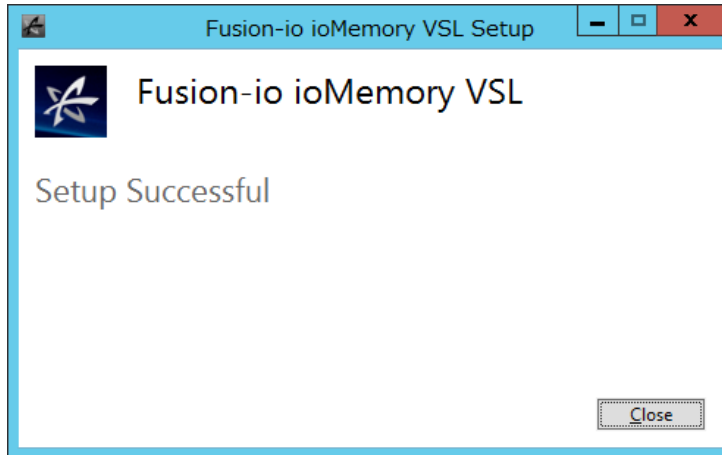 Fusion-io ioMemory VSL Setup
Fusion-io ioMemory VSL
Setup Successful
Close